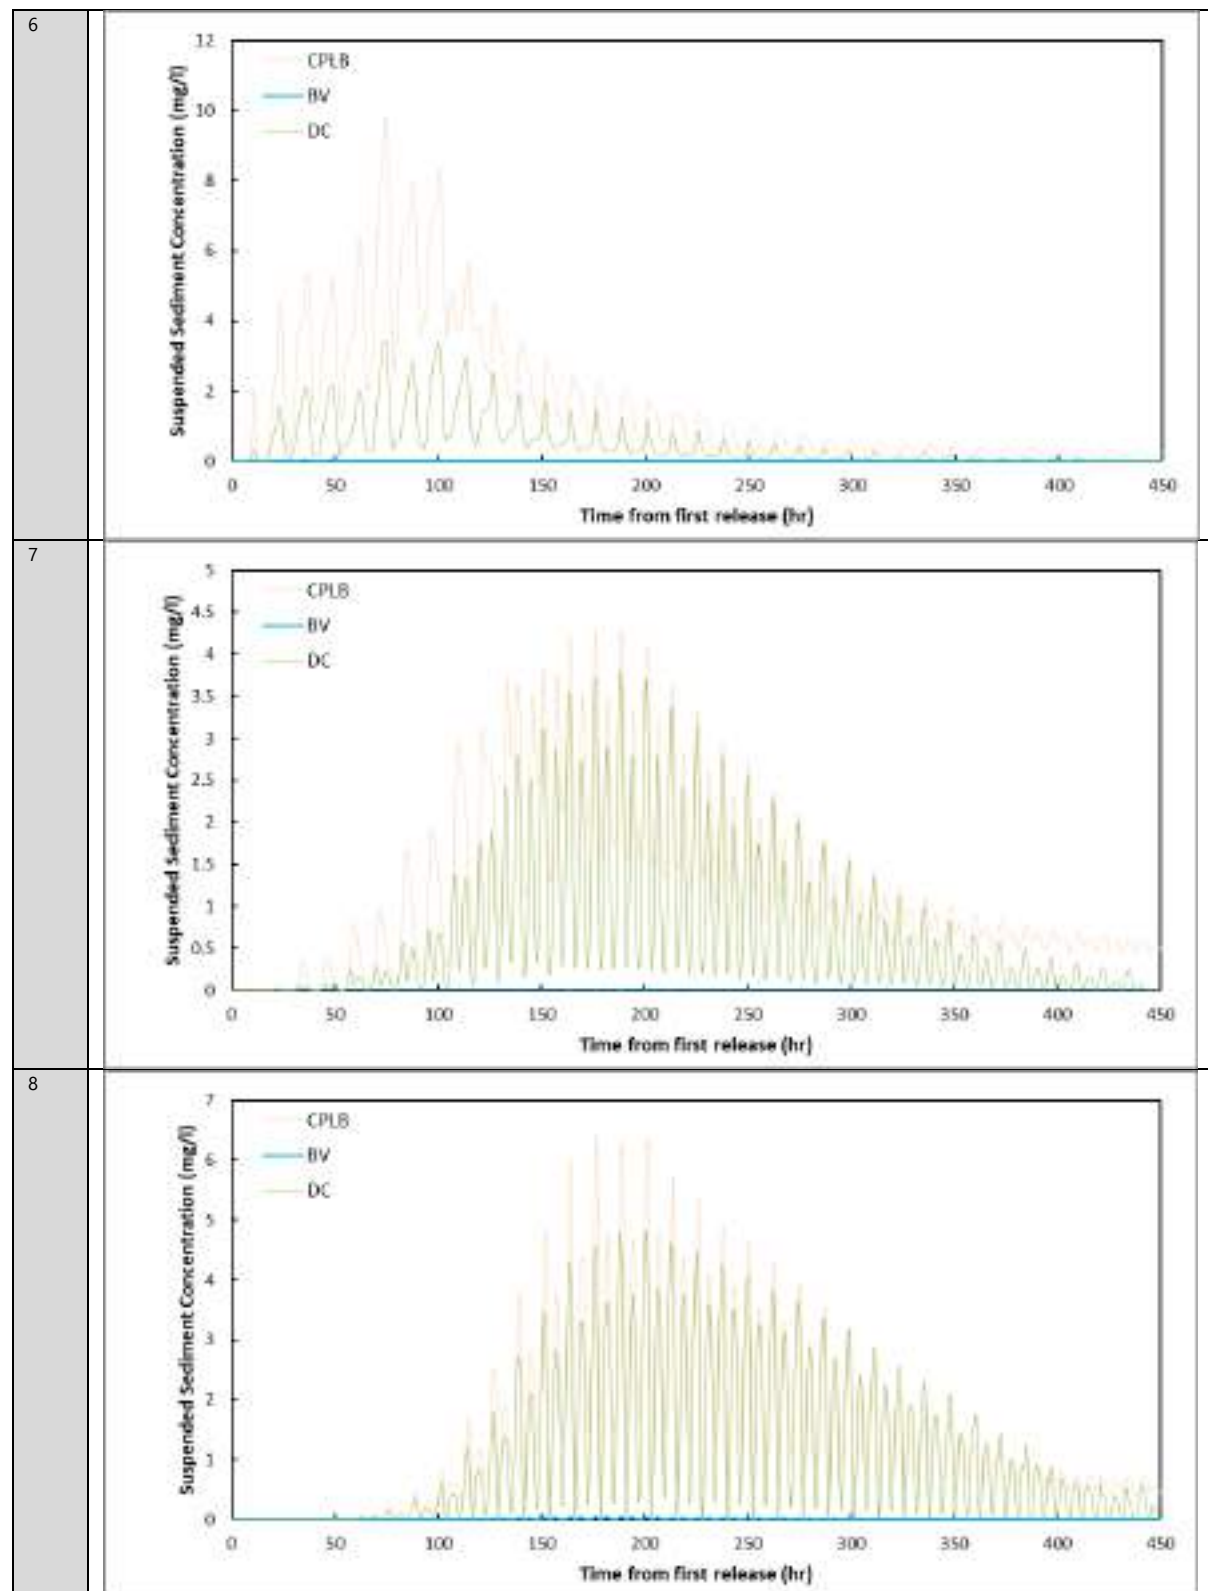 6
Suspended Sediment Concentration (mg/l)
12
10
8
6
4
2
0
CPLB
BV
DC
0 50 100 150 200 250 300 350 400 450
Time from first release (hr)
7
Suspended Sediment Concentration (mg/l)
5
4.5
4
3.5
3
2.5
2
1.5
1
0.5
0
CPLB
BV
DC
0 50 100 150 200 250 300 350 400 450
Time from first release (hr)
8
Suspended Sediment Concentration (mg/l)
7
6
5
4
3
2
1
0
CPLB
BV
DC
0 50 100 150 200 250 300 350 400 450
Time from first release (hr)